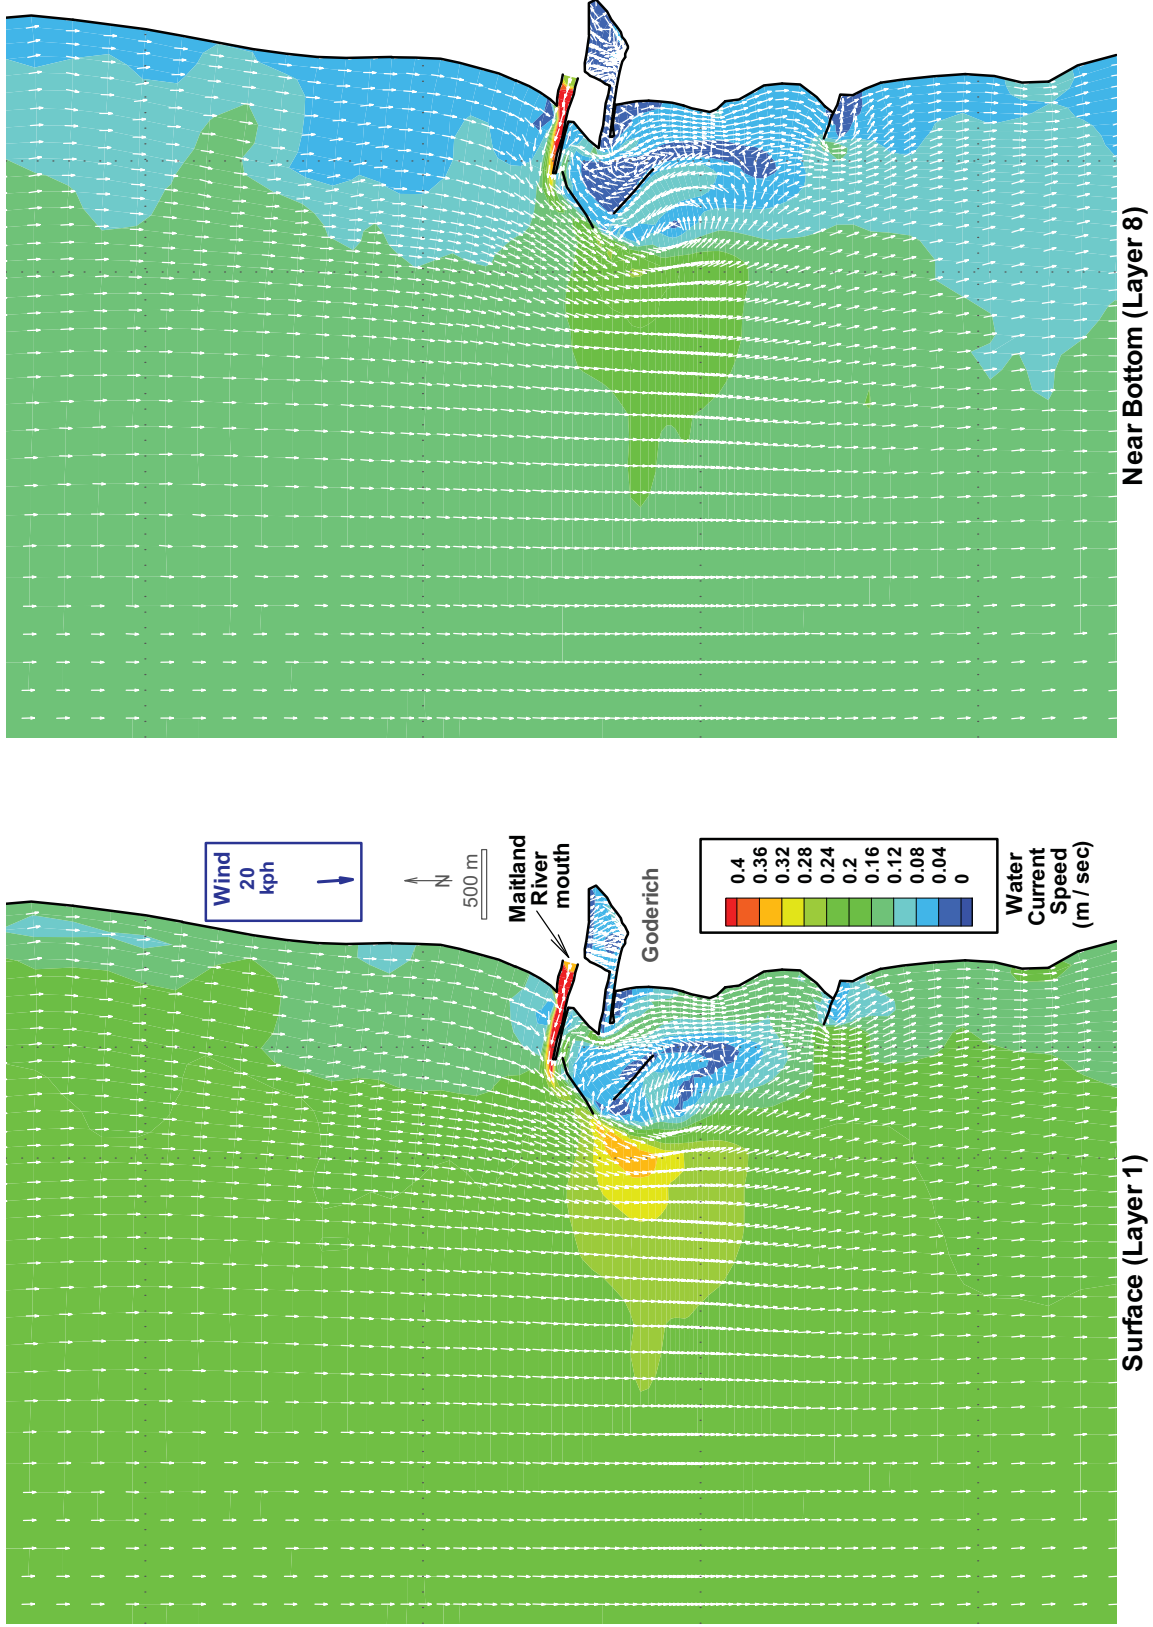 Wind
20
kph
N
500 m
Maitland
River
mouth
Goderich
0.4
0.36
0.32
0.28
0.24
0.2
0.16
0.12
0.08
0.04
0
Water
Current
Speed
(m / sec)
Surface (Layer 1)
Near Bottom (Layer 8)